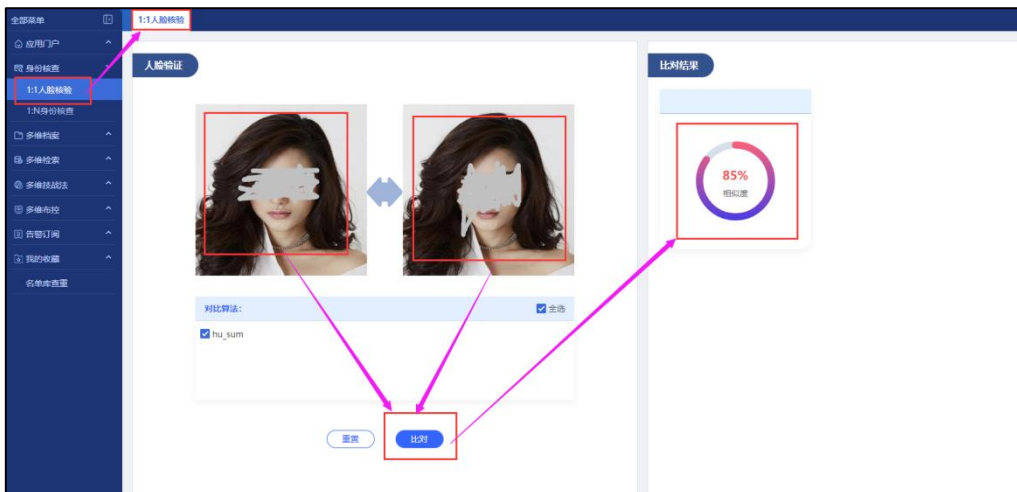 全部菜单
1:1人脸核验
应用门户
身份核查
人脸验证
比对结果
1:1人脸核验
1:N身份核查
多维档案
多维检索
85%
多维技战法
相似度
多维布控
告警订阅
我的收藏
名单库查重
对比算法:
全选
hu_sum
重置
比对